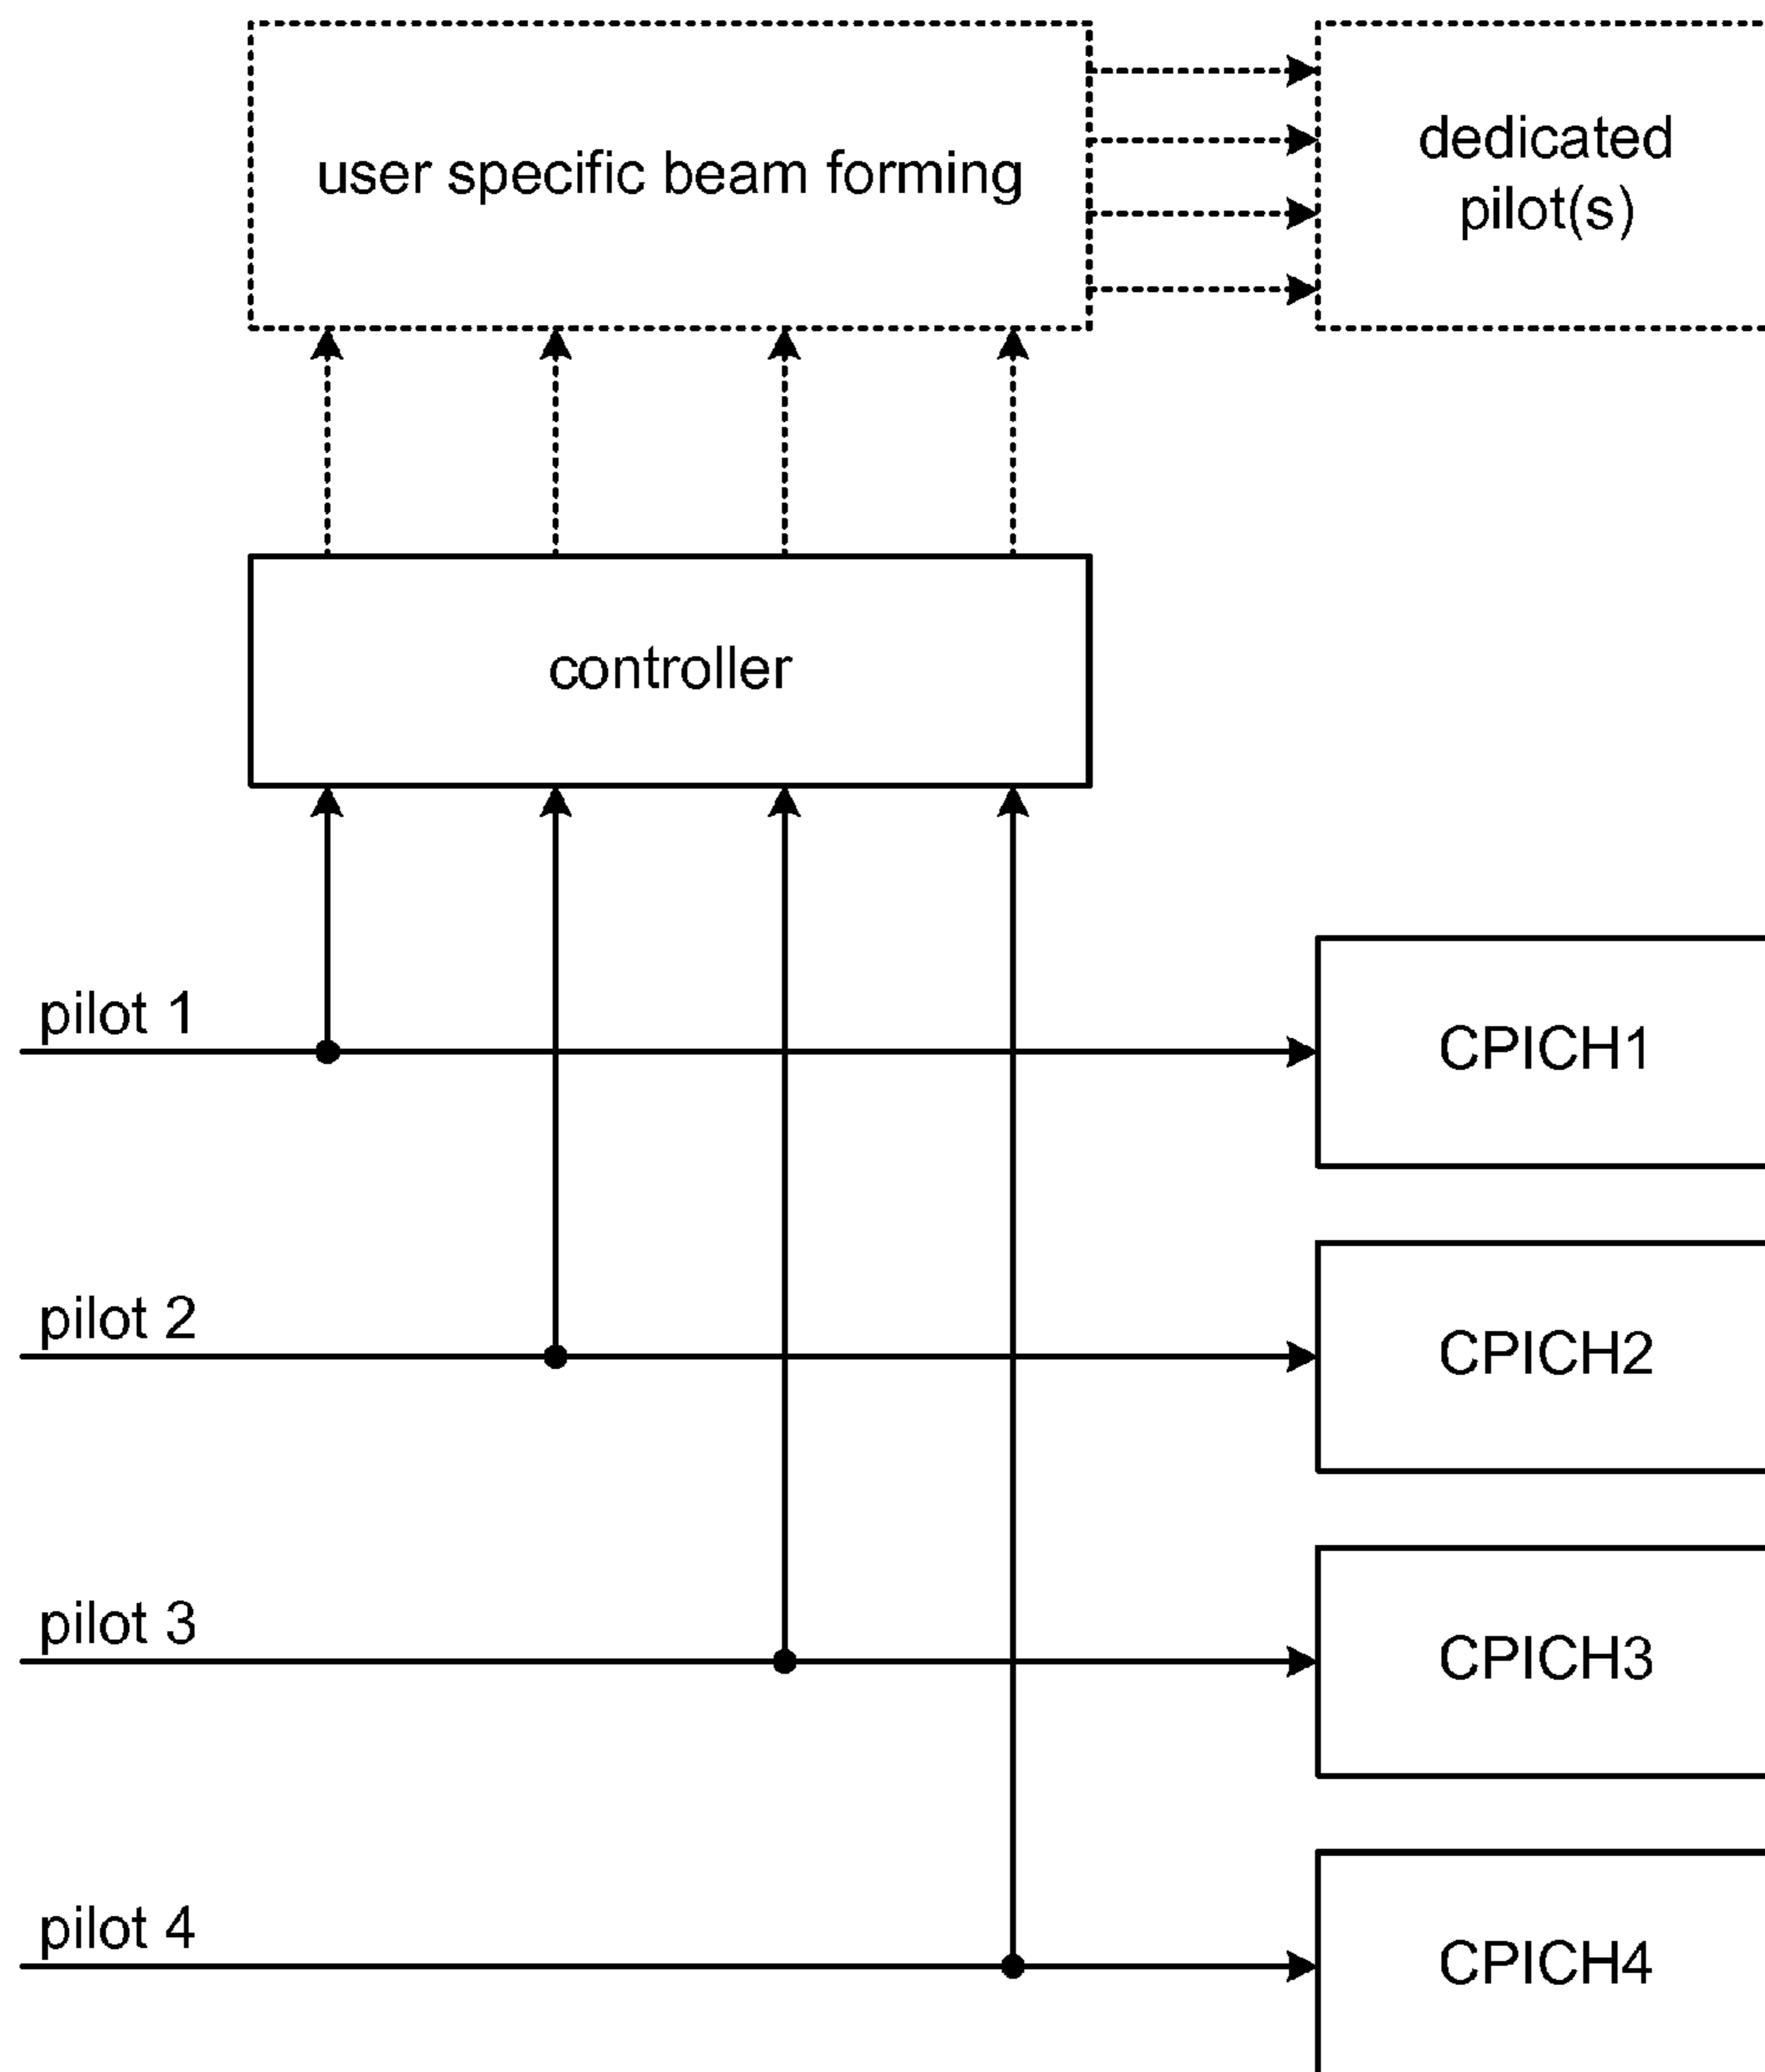 user specific beam forming
dedicated
pilot(s)
controller
pilot 1
CPICH1
pilot 2
CPICH2
pilot 3
CPICH3
pilot 4
CPICH4